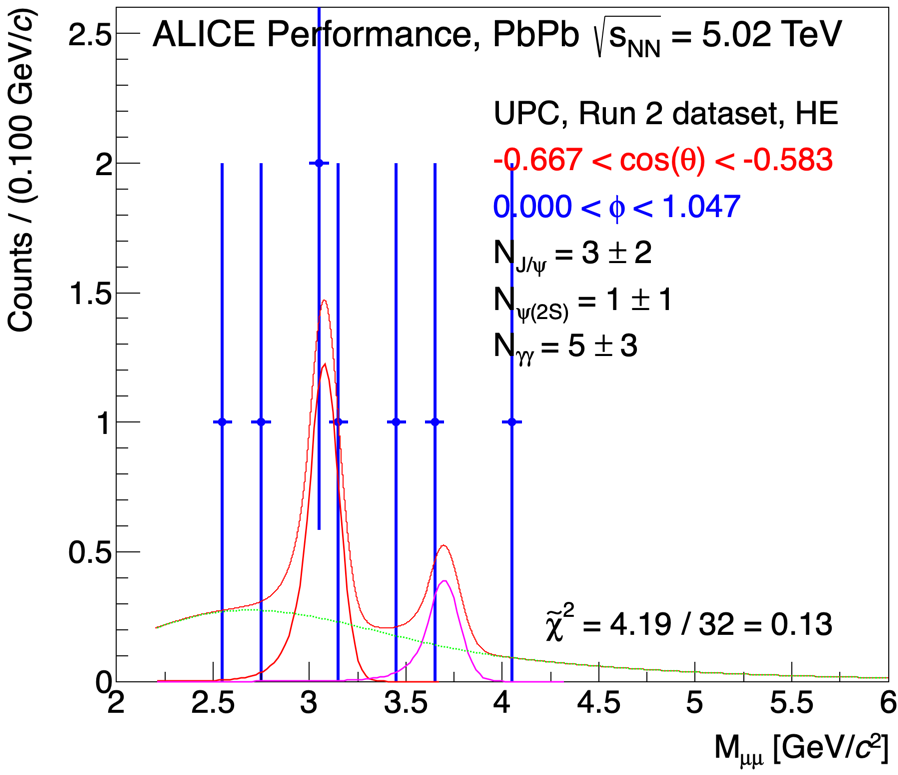 ALICE Performance, PbPb √sNN = 5.02 TeV
UPC, Run 2 dataset, HE
-0.667 < cos(θ) < -0.583
0.000 < ϕ < 1.047
NJ/ψ = 3 ± 2
Nψ(2S) = 1 ± 1
Nγγ = 5 ± 3
χ̃² = 4.19 / 32 = 0.13
Counts / (0.100 GeV/c)
2.5
2
1.5
1
0.5
0
2 2.5 3 3.5 4 4.5 5 5.5 6
Mμμ [GeV/c²]